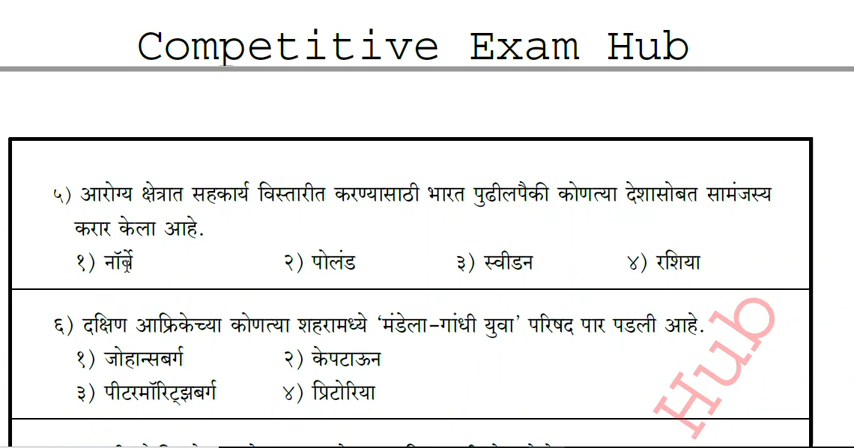 Competitive Exam Hub
५) आरोग्य क्षेत्रात सहकार्य विस्तारीत करण्यासाठी भारत पुढीलपैकी कोणत्या देशासोबत सामंजस्य
करार केला आहे.
१) नॉर्वे २) पोलंड ३) स्वीडन ४) रशिया
६) दक्षिण आफ्रिकेच्या कोणत्या शहरामध्ये ‘मंडेला-गांधी युवा’ परिषद पार पडली आहे.
१) जोहान्सबर्ग २) केपटाऊन
३) पीटरमॉरिट्झबर्ग ४) प्रिटोरिया
Hub